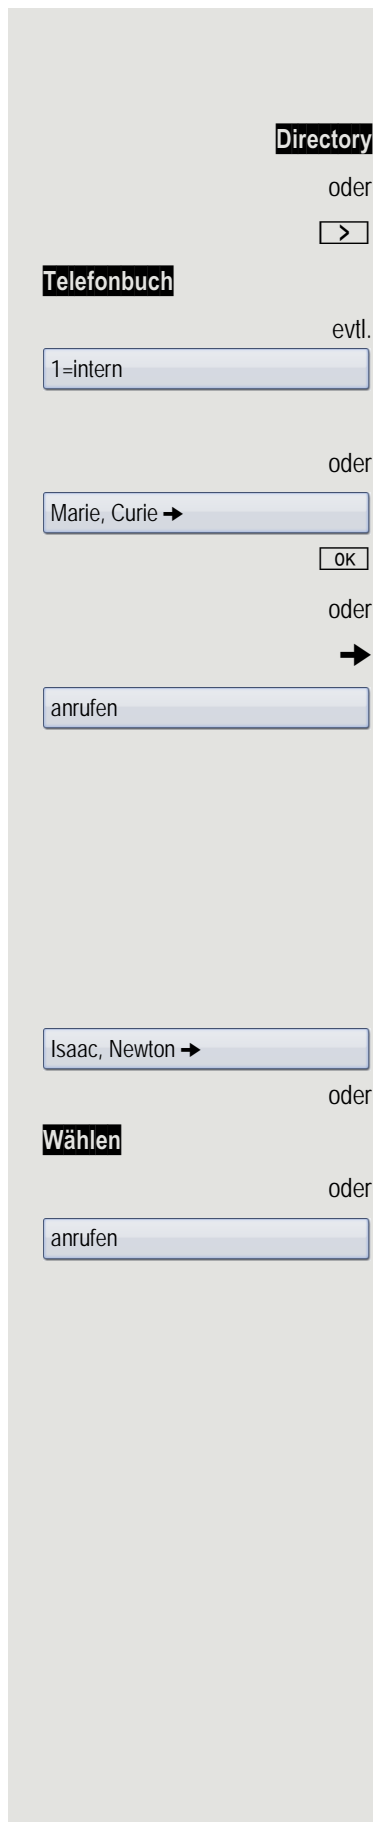 Directory
oder
>
Telefonbuch
evtl.
1=intern
oder
Marie, Curie →
OK
oder
→
anrufen
Isaac, Newton →
oder
Wählen
oder
anrufen